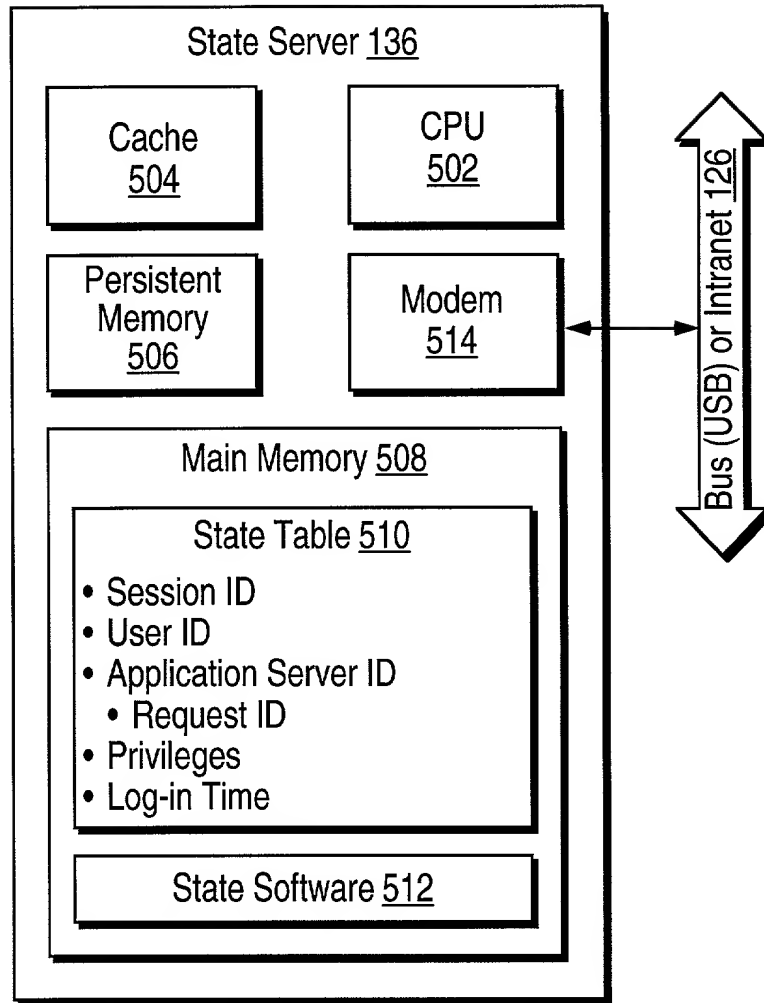 State Server 136
Cache
504
CPU
502
Persistent
Memory
506
Modem
514
Bus (USB) or Intranet 126
Main Memory 508
State Table 510
• Session ID
• User ID
• Application Server ID
• Request ID
• Privileges
• Log-in Time
State Software 512